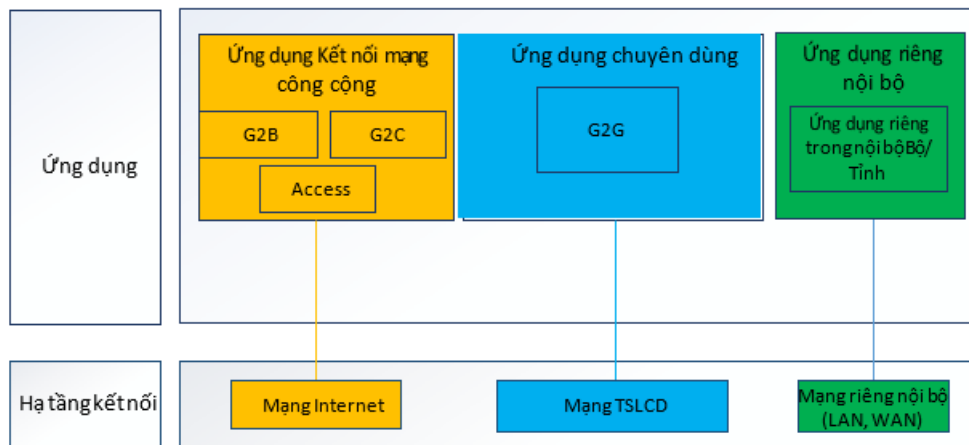 Ứng dụng
Ứng dụng Kết nối mạng
công cộng
G2B
G2C
Access
Ứng dụng chuyên dùng
G2G
Ứng dụng riêng
nội bộ
Ứng dụng riêng
trong nội bộBộ/
Tỉnh
Hạ tầng kết nối
Mạng Internet
Mạng TSLCD
Mạng riêng nội bộ
(LAN, WAN)